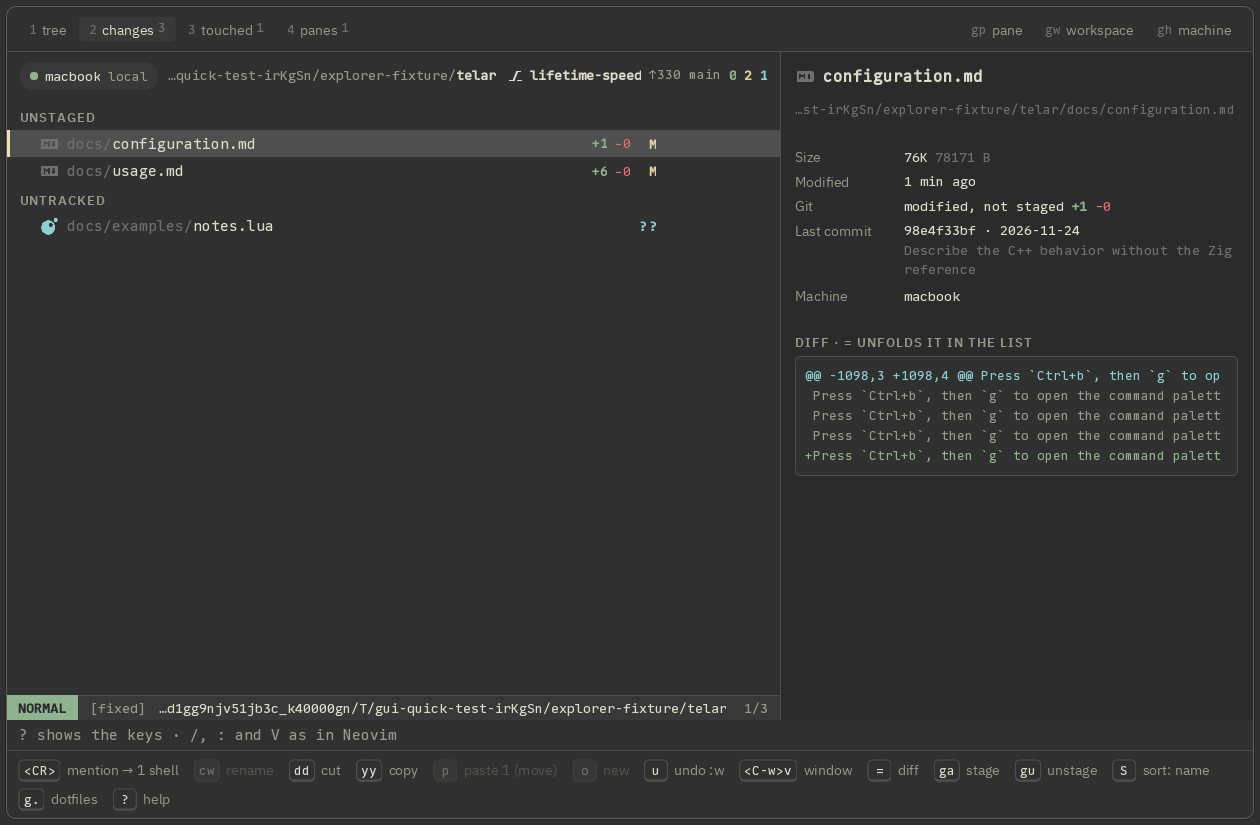 1 tree 2 changes 3 3 touched 1 4 panes 1 gp pane gw workspace gh machine
macbook local …quick-test-irKgSn/explorer-fixture/telar lifetime-speed ↑330 main 0 2 1
UNSTAGED
docs/configuration.md +1 -0 M
docs/usage.md +6 -0 M
UNTRACKED
docs/examples/notes.lua ??
configuration.md
…st-irKgSn/explorer-fixture/telar/docs/configuration.md
Size 76K 78171 B
Modified 1 min ago
Git modified, not staged +1 -0
Last commit 98e4f33bf · 2026-11-24
Describe the C++ behavior without the Zig
reference
Machine macbook
DIFF · = UNFOLDS IT IN THE LIST
@@ -1098,3 +1098,4 @@ Press `Ctrl+b`, then `g` to op
Press `Ctrl+b`, then `g` to open the command palett
Press `Ctrl+b`, then `g` to open the command palett
Press `Ctrl+b`, then `g` to open the command palett
+Press `Ctrl+b`, then `g` to open the command palett
NORMAL [fixed] …d1gg9njv51jb3c_k40000gn/T/gui-quick-test-irKgSn/explorer-fixture/telar 1/3
? shows the keys · /, : and V as in Neovim
<CR> mention → 1 shell cw rename dd cut yy copy p paste 1 (move) o new u undo :w <C-w>v window = diff ga stage gu unstage S sort: name
g. dotfiles ? help